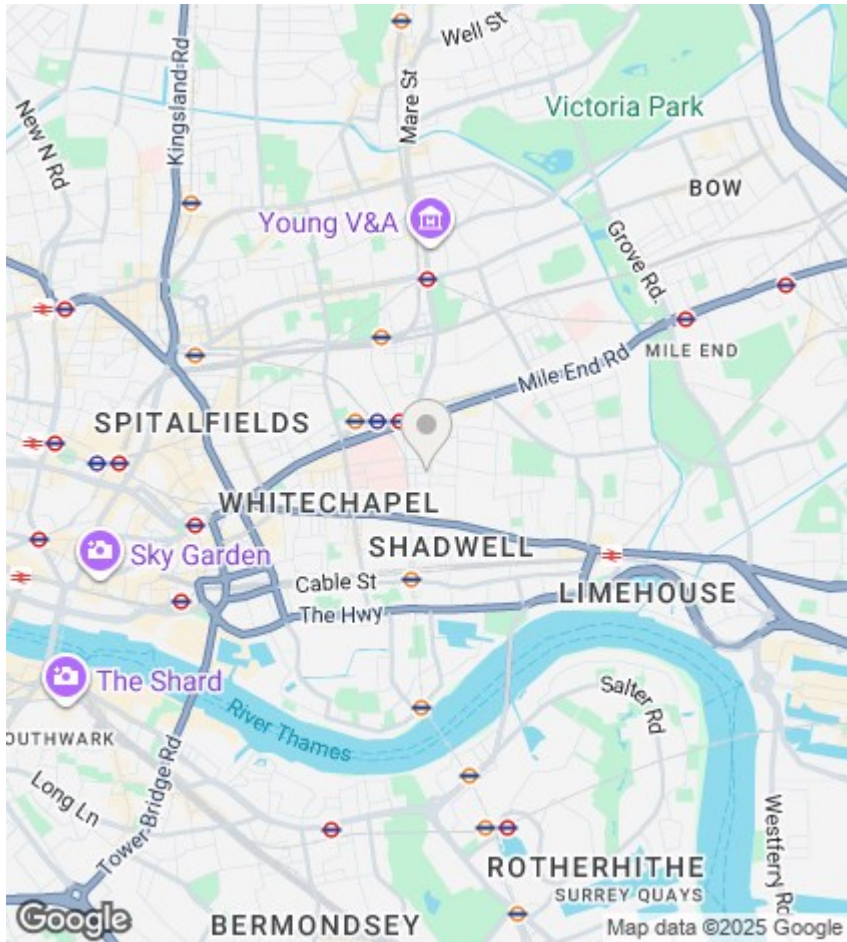 Well St
Kingsland Rd
Mare St
New N Rd
Victoria Park
BOW
Young V&A
Grove Rd.
MILE END
Mile End Rd
SPITALFIELDS
WHITECHAPEL
SHADWELL
Sky Garden
Cable St
LIMEHOUSE
The Hwy
The Shard
Salter Rd
River Thames
OUTHWARK
Long Ln
Tower Bridge Rd
Westferry Rd
ROTHERHITHE
SURREY QUAYS
BERMONDSEY
Google
Map data ©2025 Google